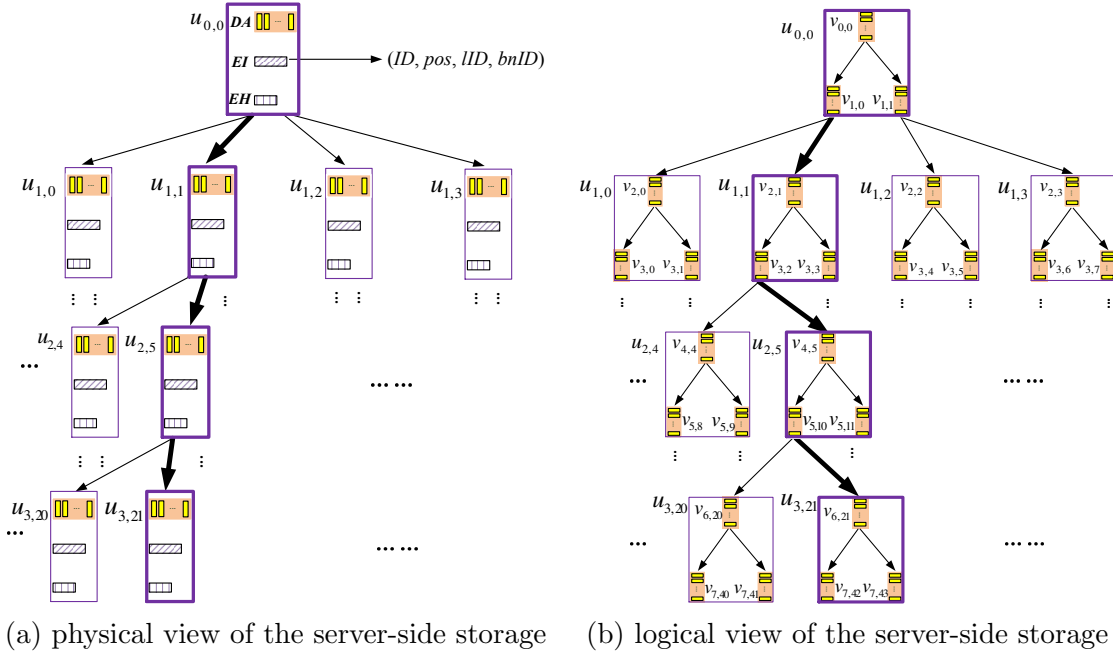 u0,0
DA
...
EI
(ID, pos, lID, bnID)
EH
u1,0
...
u1,1
...
u1,2
...
u1,3
...
u2,4
...
u2,5
...
...
... ...
u3,20
...
u3,21
...
...
... ...
(a) physical view of the server-side storage
u0,0
v0,0
v1,0
v1,1
u1,0
v2,0
u1,1
v2,1
u1,2
v2,2
u1,3
v2,3
v3,0
v3,1
v3,2
v3,3
v3,4
v3,5
v3,6
v3,7
u2,4
v4,4
u2,5
v4,5
...
... ...
v5,8
v5,9
v5,10
v5,11
u3,20
v6,20
u3,21
v6,21
...
... ...
v7,40
v7,41
v7,42
v7,43
(b) logical view of the server-side storage